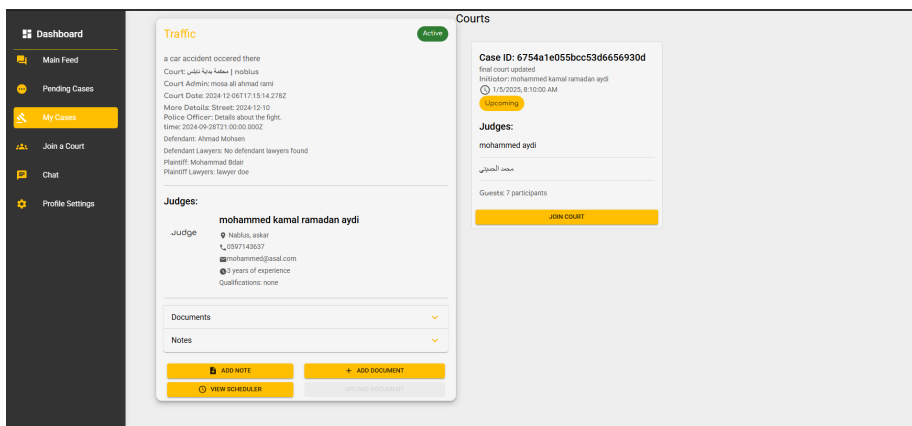 Dashboard
Main Feed
Pending Cases
My Cases
Join a Court
Chat
Profile Settings
Traffic
Active
a car accident occered there
Court: محكمة بداية نابلس | noblus
Court Admin: mosa ali ahmad rami
Court Date: 2024-12-06T17:15:14.278Z
More Details: Street: 2024-12-10
Police Officer: Details about the fight.
time: 2024-09-28T21:00:00.000Z
Defendant: Ahmad Mohsen
Defendant Lawyers: No defendant lawyers found
Plaintiff: Mohammad Bdair
Plaintiff Lawyers: lawyer doe
Judges:
Judge
mohammed kamal ramadan aydi
Nablus, askar
0597143637
mohammed@asal.com
3 years of experience
Qualifications: none
Documents
Notes
ADD NOTE
+ ADD DOCUMENT
VIEW SCHEDULER
UPLOAD DOCUMENT
Courts
Case ID: 6754a1e055bcc53d6656930d
final court updated
Initiator: mohammed kamal ramadan aydi
1/5/2025, 8:10:00 AM
Upcoming
Judges:
mohammed aydi
محمد
Guests: 7 participants
JOIN COURT